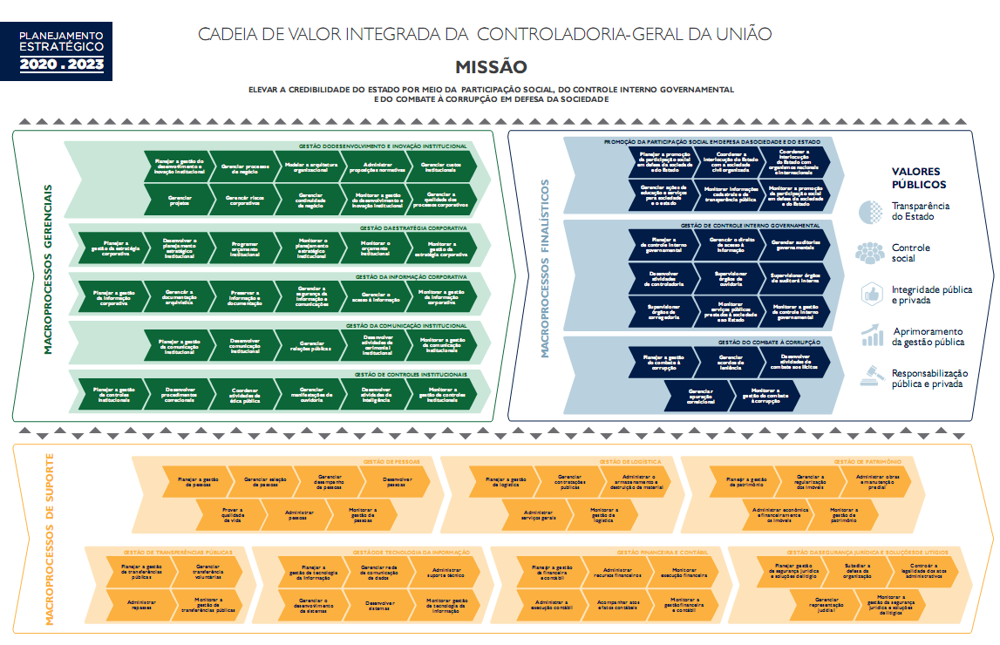 PLANEJAMENTO
ESTRATÉGICO
2020 . 2023
CADEIA DE VALOR INTEGRADA DA CONTROLADORIA-GERAL DA UNIÃO
MISSÃO
ELEVAR A CREDIBILIDADE DO ESTADO POR MEIO DA PARTICIPAÇÃO SOCIAL, DO CONTROLE INTERNO GOVERNAMENTAL
E DO COMBATE À CORRUPÇÃO EM DEFESA DA SOCIEDADE
MACROPROCESSOS GERENCIAIS
GESTÃO DO DESENVOLVIMENTO E INOVAÇÃO INSTITUCIONAL
Planejar a gestão do
desenvolvimento e
inovação institucional
Gerenciar processos
de negócio
Modelar a arquitetura
organizacional
Administrar
proposições normativas
Gerenciar custos
institucionais
Gerenciar
projetos
Gerenciar riscos
corporativos
Gerenciar
continuidade
de negócio
Monitorar a gestão
do desenvolvimento e
inovação institucional
Gerenciar a
qualidade dos
processos corporativos
GESTÃO DA ESTRATÉGIA CORPORATIVA
Planejar a
gestão da estratégia
corporativa
Desenvolver o
planejamento
estratégico
institucional
Programar
orçamento
institucional
Monitorar o
planejamento
estratégico
institucional
Monitorar o
orçamento
institucional
Monitorar a
gestão da
estratégia corporativa
GESTÃO DA INFORMAÇÃO CORPORATIVA
Planejar a gestão
da informação
corporativa
Gerencir a
documentação
arquivística
Preservar a
informação e
documentação
Gerendar a
segurança da
informação e
comunicações
Gerenciar o
acesso à informação
Monitorar a gestão
da informação
corporativa
GESTÃO DA COMUNICAÇÃO INSTITUCIONAL
Planejar a gestão
da comunicação
institucional
Desenvolver
comunicação
institucional
Gerenciar
relações públicas
Desenvolver
atividades de
cerimonial
institucional
Monitorar a gestão
da comunicação
institucionais
GESTÃO DE CONTROLES INSTITUCIONAIS
Planejar a gestão
de controles
institucionais
Desenvolver
procedimentos
correcionais
Coordenar
atividades de
ética pública
Gerenciar
manifestações de
ouvidoria
Desenvolver
atividades de
inteligência
Monitorar a
gestão de controles
institucionais
MACROPROCESSOS FINALÍSTICOS
PROMOÇÃO DA PARTICIPAÇÃO SOCIAL EM DEFESA DA SOCIEDADE E DO ESTADO
Planejar a promoção
da participação social
em defesa da sociedade
e do Estado
Coordenar a
interlocução do Estado
com a sociedade
civil organizada
Coordenar a
interlocução
do Estado com
organismos nacionais
e internacionais
Gerenciar ações de
educação e serviços
para sociedade
e o estado
Monitorar informações
cadastrais e de
transparência pública
Monitorar a promoção
da participação social
em defesa da sociedade
e do Estado
GESTÃO DE CONTROLE INTERNO GOVERNAMENTAL
Planejar a
de controle interno
governamental
Gerencir o direito
de acesso à
informação
Gerendar auditorias
governamentais
Desenvolver
atividades
de controladoria
Supervisionar
órgãos de
ouvidoria
Supervisionar órgãos
de auditoria interna
Supervisionar
órgãos de
corregedoria
Monitorar
serviços públicos
prestados à sociedade
e ao Estado
Monitorar a gestão
de controle interno
governamental
GESTÃO DO COMBATE À CORRUPÇÃO
Planejar a gestão
do combate à
corrupção
Gerenciar
acordos de
leniência
Desenvolver
atividades de
combate aos ilícitos
Gerenciar
apuração
correicional
Monitorar a
gestão do combate
à corrupção
VALORES
PÚBLICOS
Transparência
do Estado
Controle
social
Integridade pública
e privada
Aprimoramento
da gestão pública
Responsabilização
pública e privada
MACROPROCESSOS DE SUPORTE
GESTÃO DE PESSOAS
Planejar a gestão
de pessoas
Gerenciar seleção
de pessoas
Gerenciar
desempenho
de pessoas
Desenvolver
pessoas
Prover a
qualidade
de vida
Administrar
pessoas
Monitorar a
gestão de
pessoas
GESTÃO DE LOGISTICA
Planejar a gestão
de logística
Gerenciar
contratações
públicas
Administrar o
armazenamento e
destruição de material
Administrar
serviços gerais
Monitorar a
gestão de
logística
GESTÃO DE PATRIMÔNIO
Planejar a gestão
de patrimônio
Gerenciar a
regularização
dos imóveis
Administrar obras
e manutenção
predial
Administrar econômica
e financeiramente
os imóveis
Monitorar a
gestão de
patrimônio
GESTÃO DE TRANSFERÊNCIAS PÚBLICAS
Planejar a gestão
de transferências
públicas
Gerenciar
transferência
voluntárias
Administrar
repasses
Monitorar a
gestão de
transferências públicas
GESTÃO DE TECNOLOGIA DA INFORMAÇÃO
Planejar a
gestão de tecnologia
da informação
Gerenciar rede
de comunicação
de dados
Administrar
suporte técnico
Gerenciar o
desenvolvimento
de sistemas
Desenvolver
sistemas
Monitorar gestão
de tecnologia da
informação
GESTÃO FINANCEIRA E CONTÁBIL
Planejar a gestão
de financeira
e contábil
Administrar
recursos financeiros
Monitorar
execução financeira
Administrar a
execução contábil
Acompanhar atos
e fatos contábeis
Monitorar a
gestão financeira
e contábil
GESTÃO DA SEGURANÇA JURÍDICA E SOLUÇÕES DE LITÍGIOS
Planejar gestão
de segurança jurídica
e soluções de litígio
Subsidiar a
defesa da
organização
Controlr a
legalidade dos atos
administrativos
Gerenciar
representação
judicial
Monitorar a
gestão da segurança
jurídica e soluções
de litígios